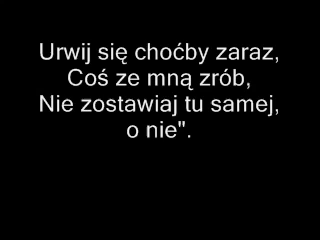 Urwij się choćby zaraz,
Coś ze mną zrób,
Nie zostawiaj tu samej,
o nie".